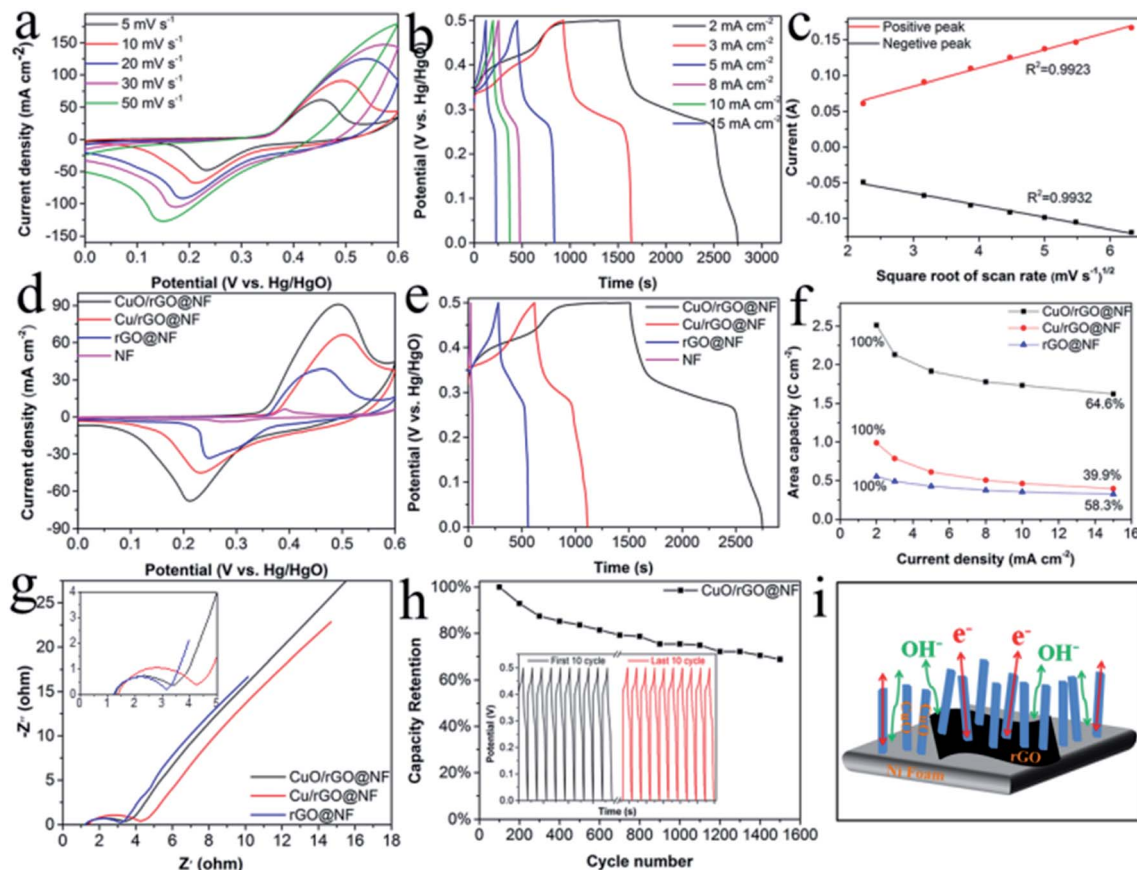 a
5 mV s⁻¹
10 mV s⁻¹
20 mV s⁻¹
30 mV s⁻¹
50 mV s⁻¹
Current density (mA cm⁻²)
150
100
50
0
-50
-100
-150
0.0 0.1 0.2 0.3 0.4 0.5 0.6
Potential (V vs. Hg/HgO)
b
2 mA cm⁻²
3 mA cm⁻²
5 mA cm⁻²
8 mA cm⁻²
10 mA cm⁻²
15 mA cm⁻²
Potential (V vs. Hg/HgO)
0.5
0.4
0.3
0.2
0.1
0.0
0 500 1000 1500 2000 2500 3000
Time (s)
c
Positive peak
Negetive peak
R²=0.9923
R²=0.9932
Current (A)
0.15
0.10
0.05
0.00
-0.05
-0.10
2 3 4 5 6
Square root of scan rate (mV s⁻¹)¹/²
d
CuO/rGO@NF
Cu/rGO@NF
rGO@NF
NF
Current density (mA cm⁻²)
90
60
30
0
-30
-60
-90
0.0 0.1 0.2 0.3 0.4 0.5 0.6
Potential (V vs. Hg/HgO)
e
CuO/rGO@NF
Cu/rGO@NF
rGO@NF
NF
Potential (V vs. Hg/HgO)
0.5
0.4
0.3
0.2
0.1
0.0
0 500 1000 1500 2000 2500
Time (s)
f
CuO/rGO@NF
Cu/rGO@NF
rGO@NF
100%
64.6%
100%
39.9%
100%
58.3%
Area capacity (C cm⁻²)
2.5
2.0
1.5
1.0
0.5
0.0
0 2 4 6 8 10 12 14 16
Current density (mA cm⁻²)
g
4
3
2
1
0
0 1 2 3 4 5
CuO/rGO@NF
Cu/rGO@NF
rGO@NF
-Z'' (ohm)
25
20
15
10
5
0
0 2 4 6 8 10 12 14 16 18
Z' (ohm)
h
CuO/rGO@NF
Capacity Retention
100%
80%
60%
40%
20%
0%
First 10 cycle
Last 10 cycle
Potential (V)
0.5
0.4
0.3
0.2
0.1
0.0
Time (s)
0 200 400 600 800 1000 1200 1400 1600
Cycle number
i
OH⁻ e⁻ e⁻ OH⁻
rGO
Ni Foam